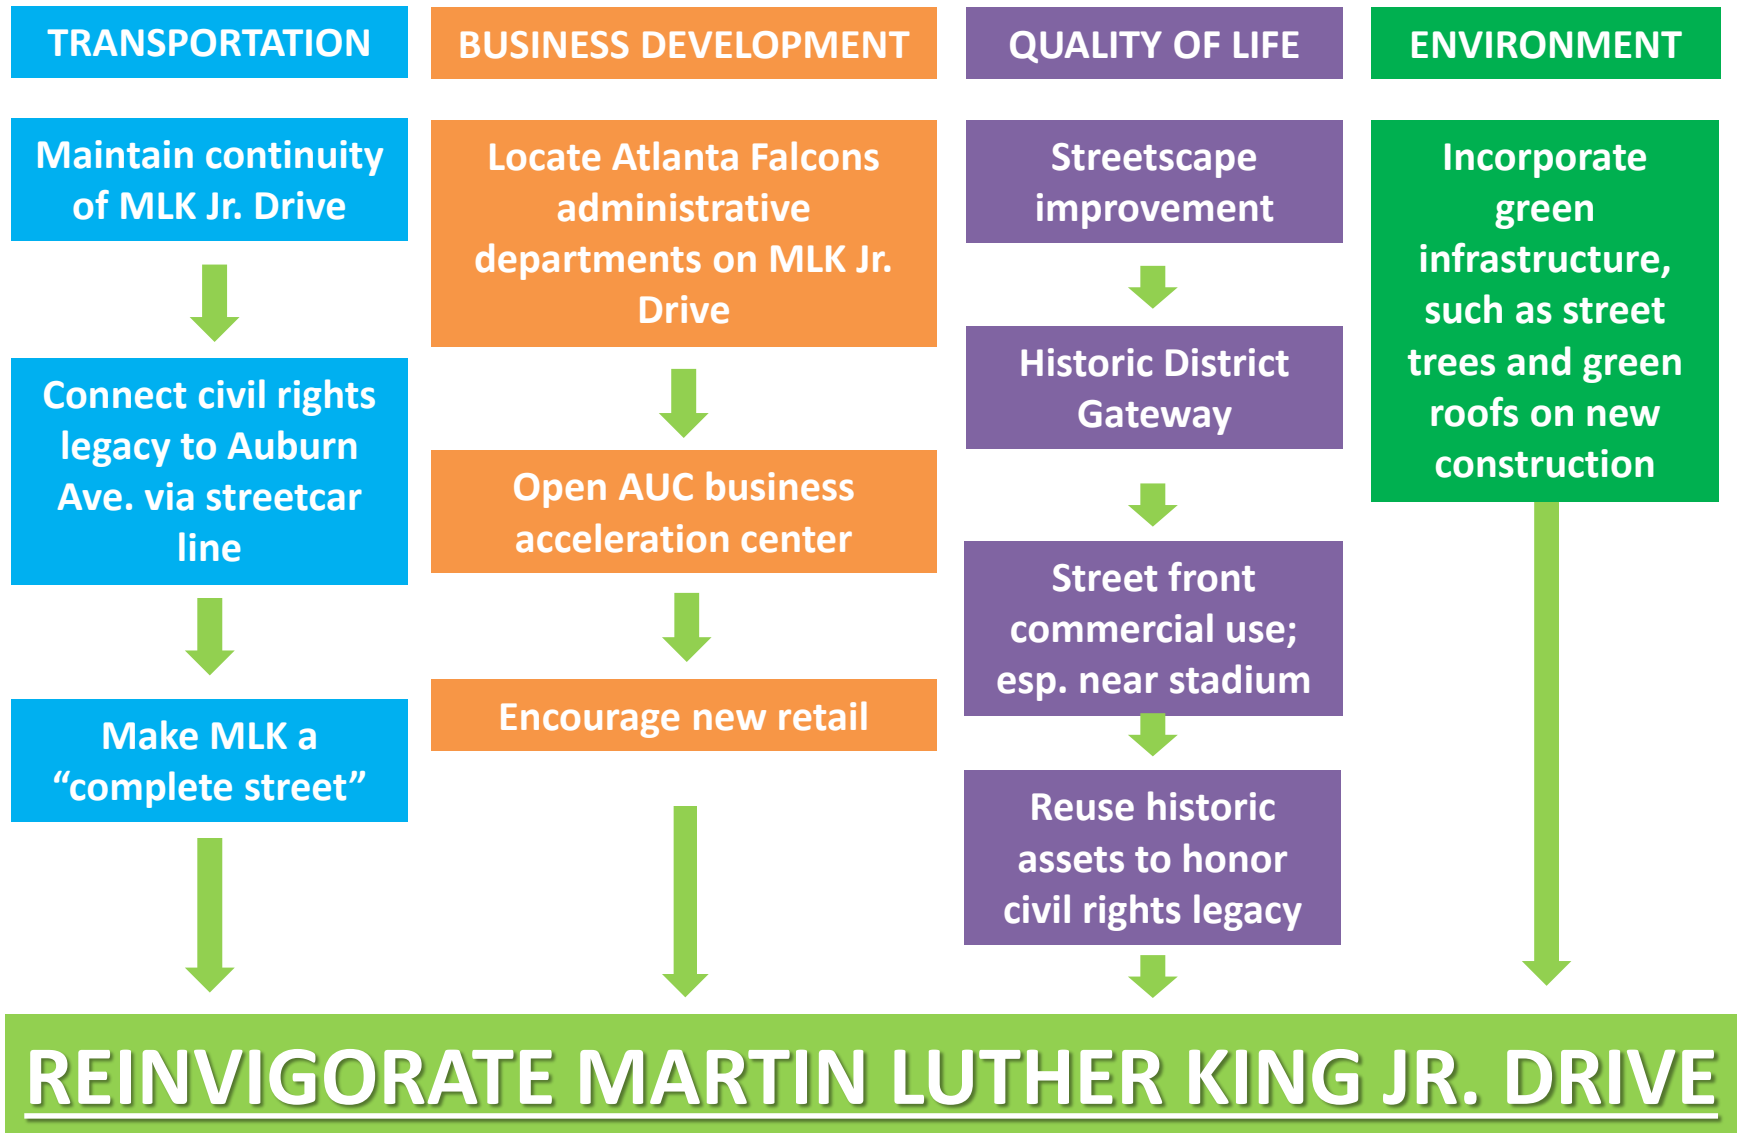 TRANSPORTATION
Maintain continuity
of MLK Jr. Drive
Connect civil rights
legacy to Auburn
Ave. via streetcar
line
Make MLK a
“complete street”
BUSINESS DEVELOPMENT
Locate Atlanta Falcons
administrative
departments on MLK Jr.
Drive
Open AUC business
acceleration center
Encourage new retail
QUALITY OF LIFE
Streetscape
improvement
Historic District
Gateway
Street front
commercial use;
esp. near stadium
Reuse historic
assets to honor
civil rights legacy
ENVIRONMENT
Incorporate
green
infrastructure,
such as street
trees and green
roofs on new
construction
REINVIGORATE MARTIN LUTHER KING JR. DRIVE